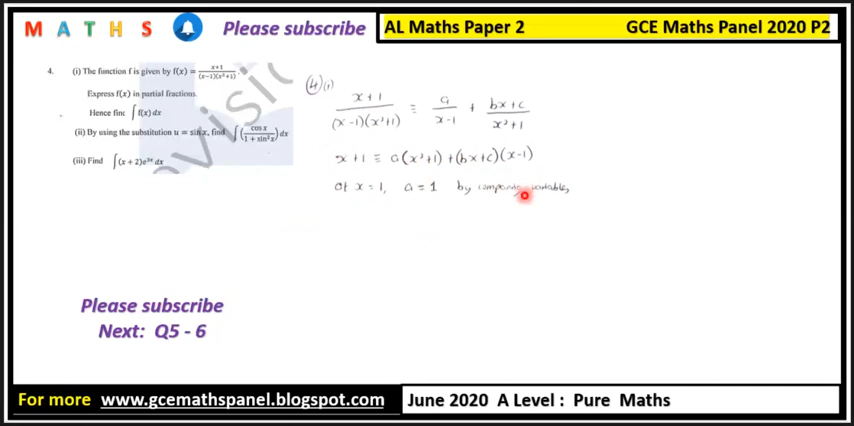 M A T H S Please subscribe AL Maths Paper 2 GCE Maths Panel 2020 P2
4. (i) The function f is given by f(x) = x+1 / (x−1)(x²+1).
Express f(x) in partial fractions.
Hence finc ∫ f(x) dx
(ii) By using the substitution u = sin x, find ∫ (cos x / 1 + sin² x) dx
(iii) Find ∫ (x + 2)e³ˣ dx
(4)(i)
x+1 / (x−1)(x²+1) ≡ a / x−1 + bx+c / x²+1
x+1 ≡ a(x²+1) + (bx+c)(x−1)
at x = 1, a = 1 by variables,
Please subscribe
Next: Q5 - 6
For more www.gcemathspanel.blogspot.com June 2020 A Level : Pure Maths